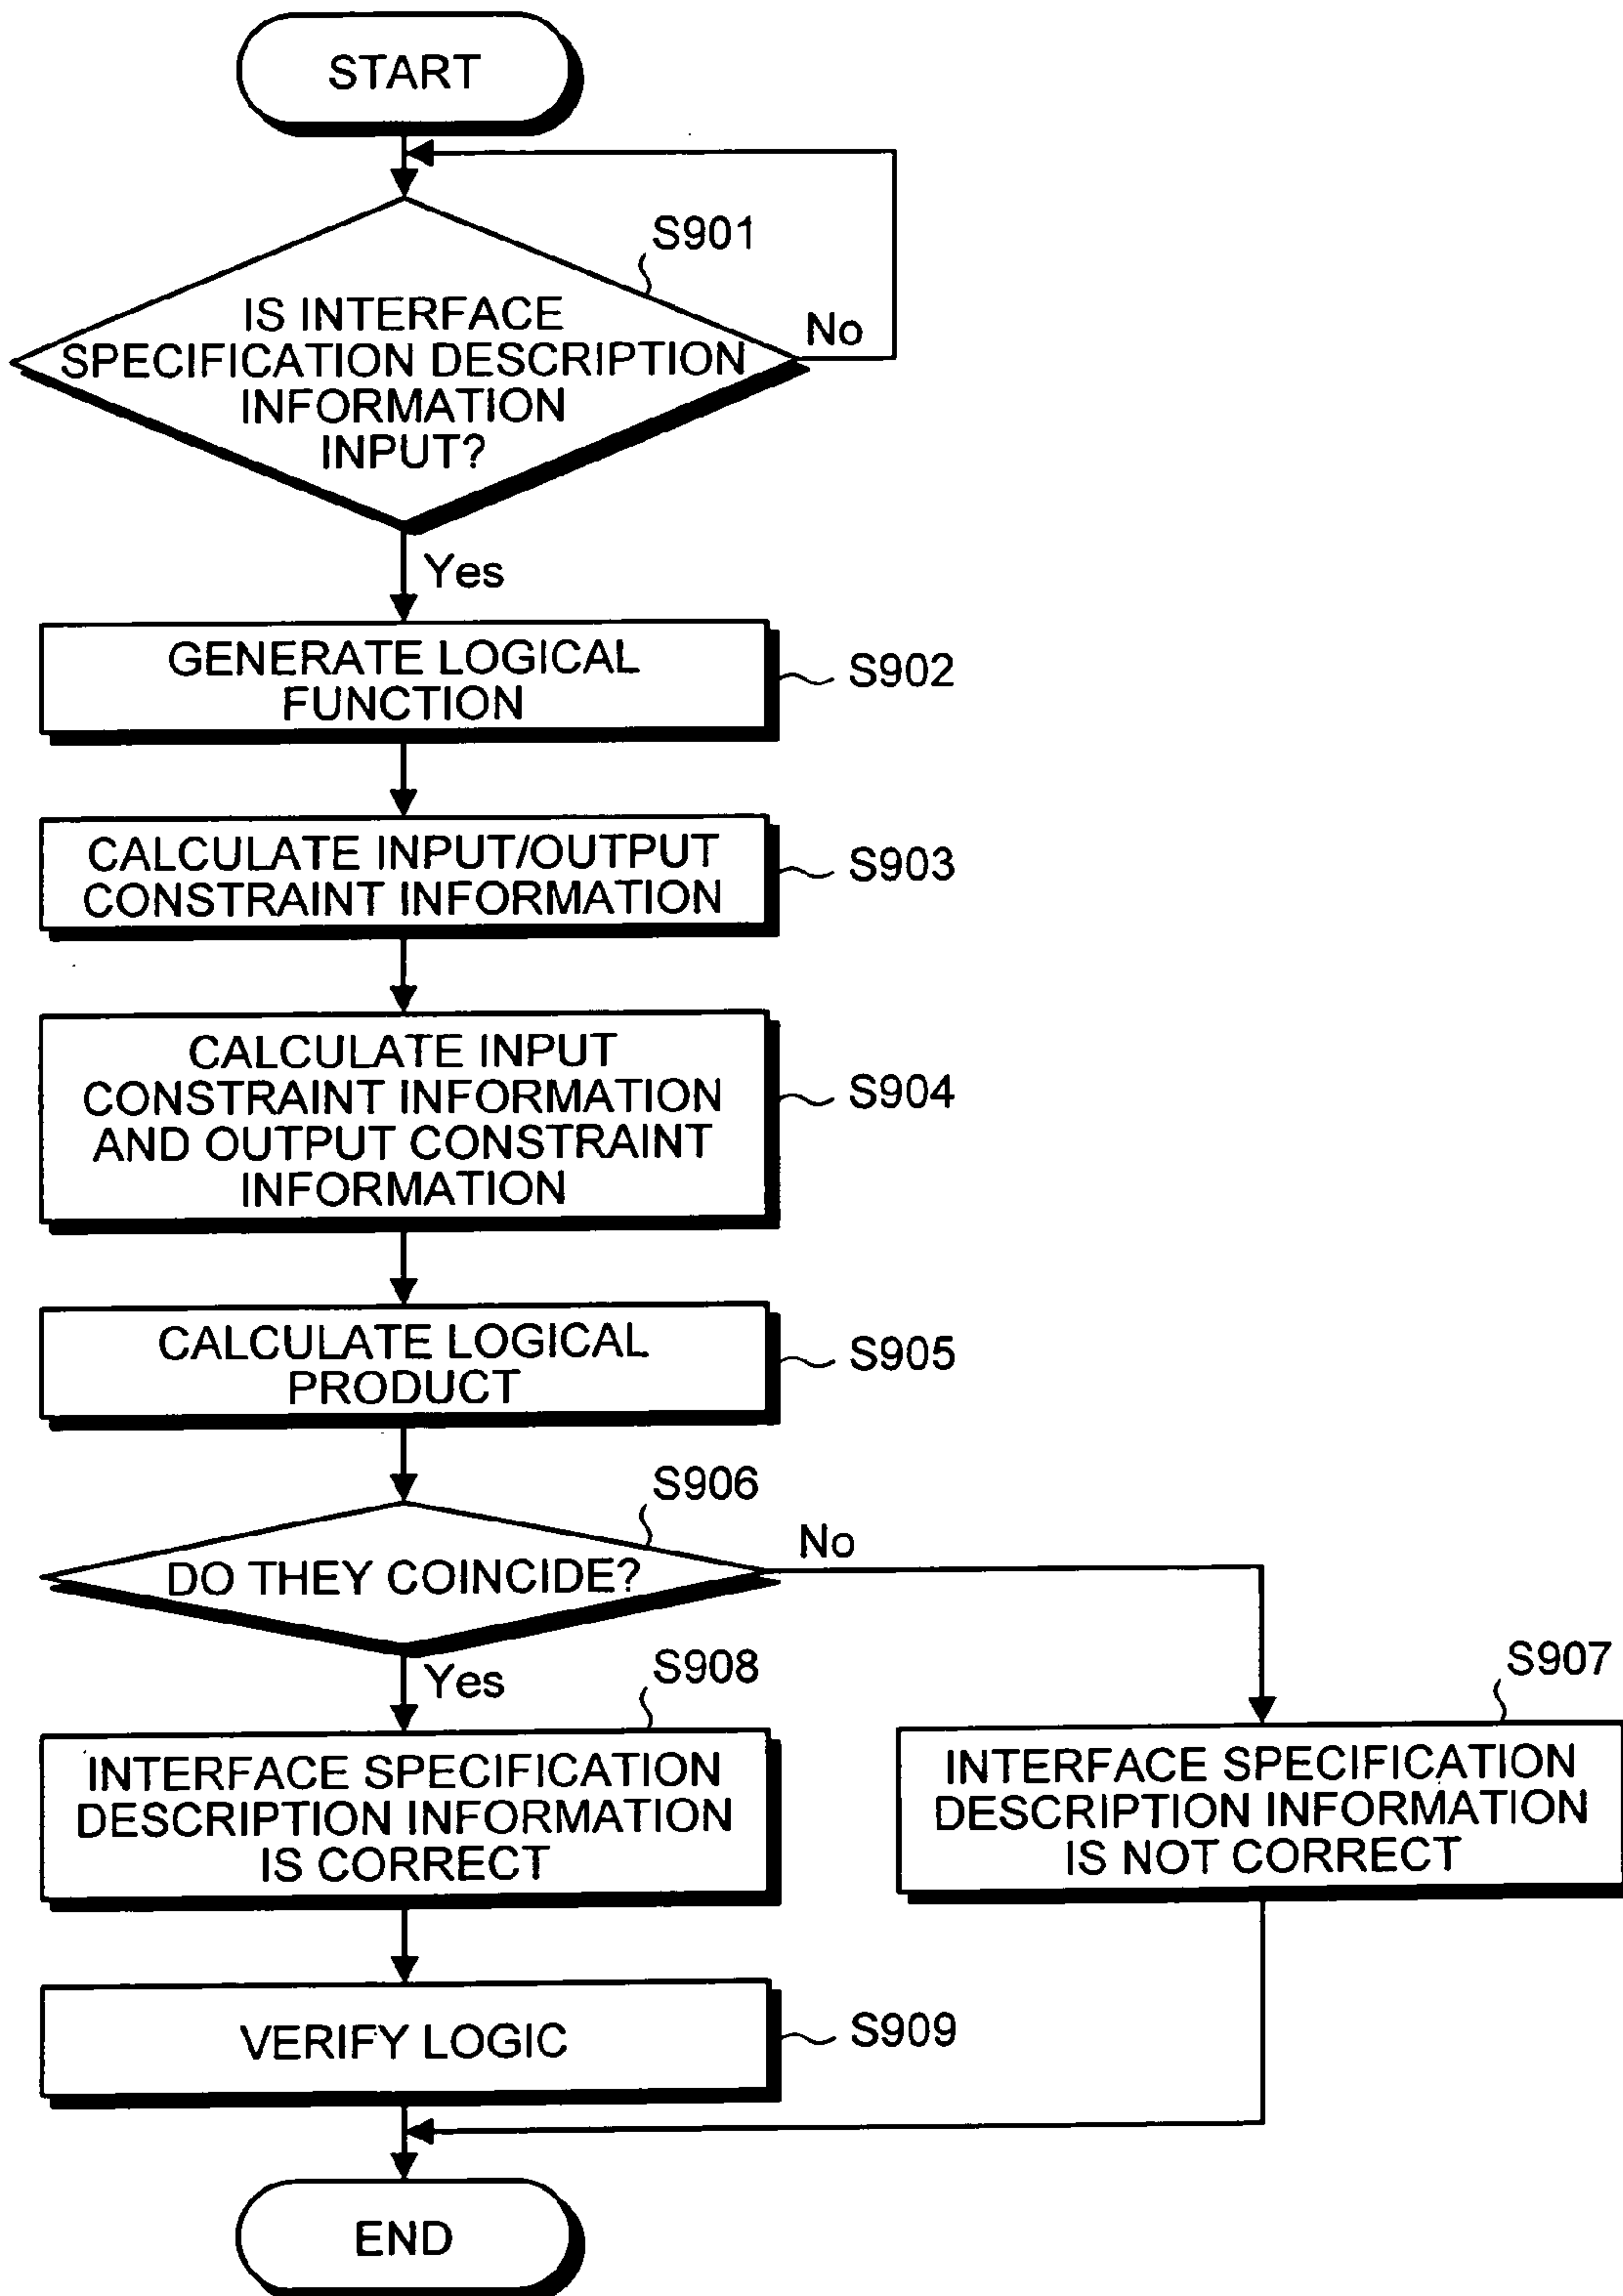 START
S901
IS INTERFACE
SPECIFICATION DESCRIPTION
INFORMATION
INPUT?
No
Yes
GENERATE LOGICAL
FUNCTION
S902
CALCULATE INPUT/OUTPUT
CONSTRAINT INFORMATION
S903
CALCULATE INPUT
CONSTRAINT INFORMATION
AND OUTPUT CONSTRAINT
INFORMATION
S904
CALCULATE LOGICAL
PRODUCT
S905
S906
DO THEY COINCIDE?
No
Yes
S908
INTERFACE SPECIFICATION
DESCRIPTION INFORMATION
IS CORRECT
S907
INTERFACE SPECIFICATION
DESCRIPTION INFORMATION
IS NOT CORRECT
VERIFY LOGIC
S909
END